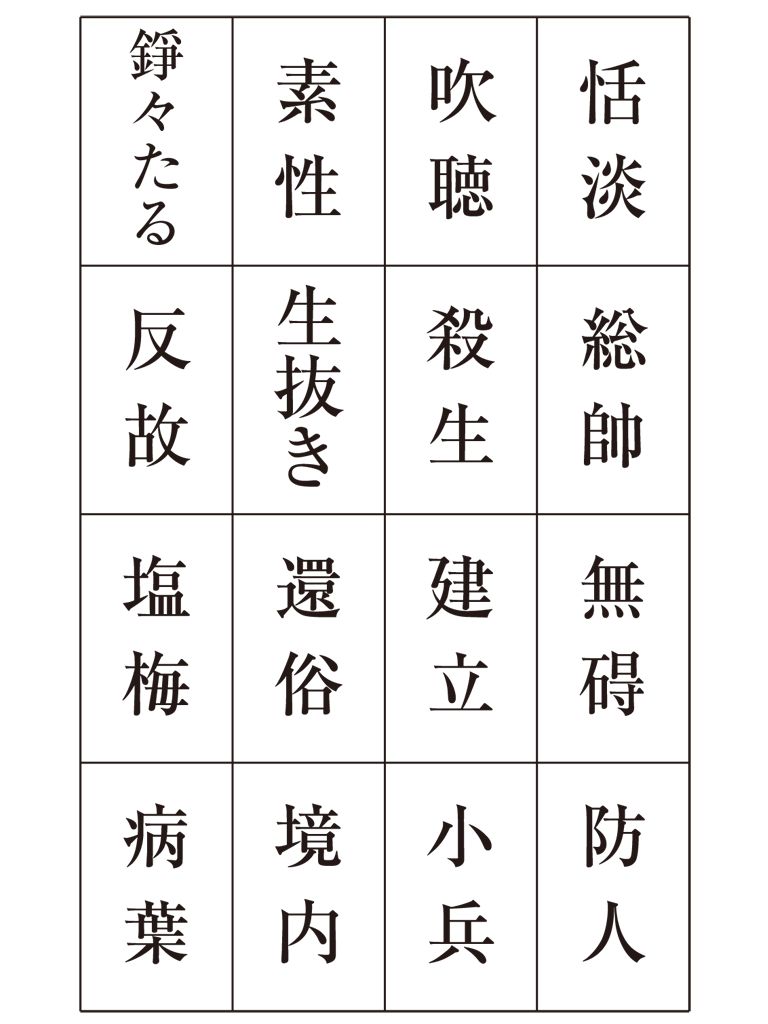 恬淡
吹聴
素性
錚々たる
総帥
殺生
生抜き
反故
無碍
建立
還俗
塩梅
防人
小兵
境内
病葉